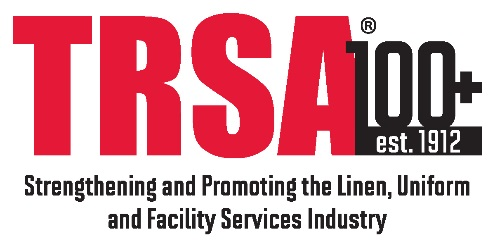 TRSA® 100+
est. 1912
Strengthening and Promoting the Linen, Uniform
and Facility Services Industry